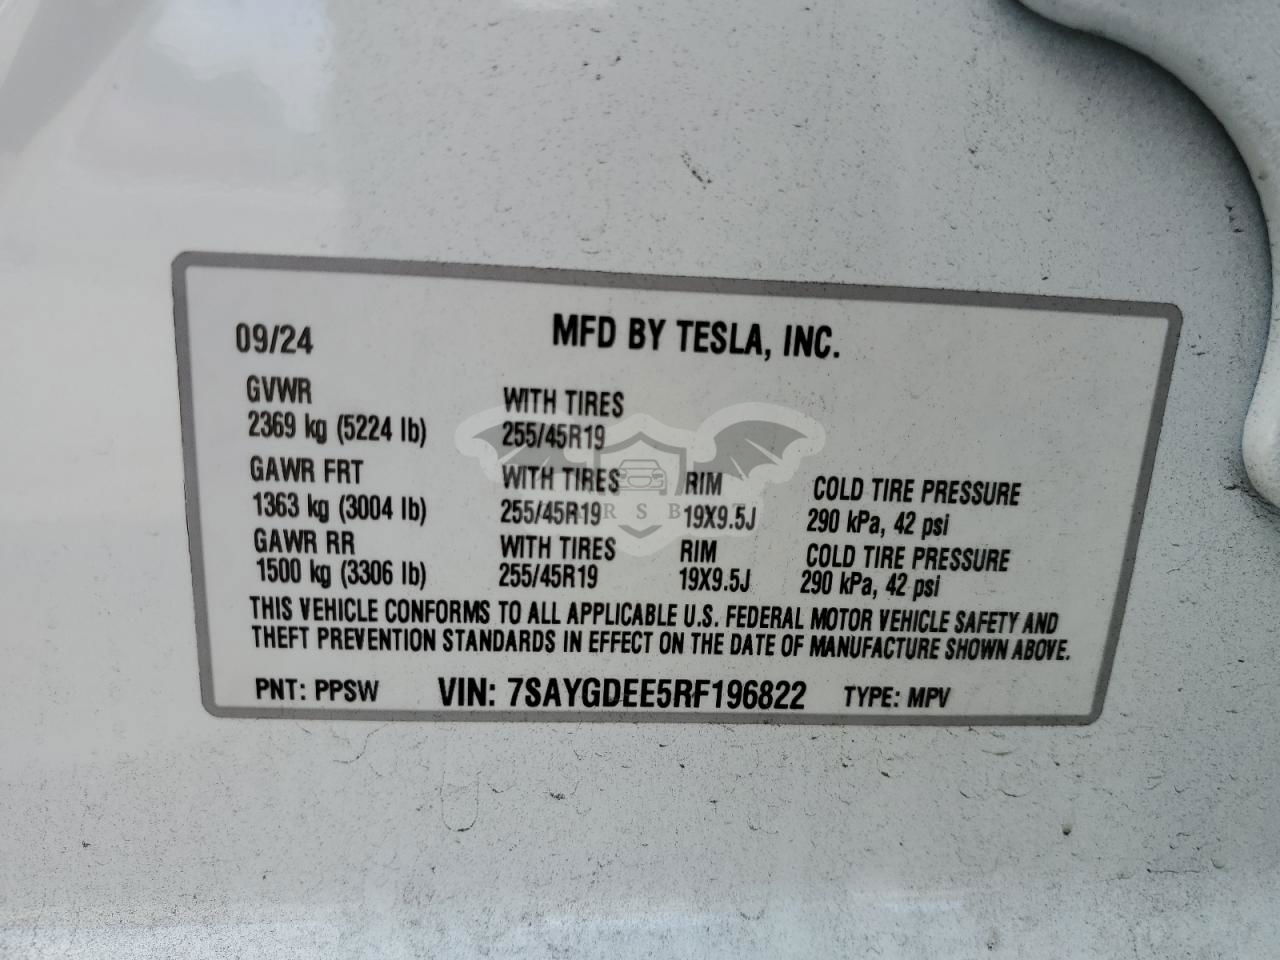 09/24 MFD BY TESLA, INC.
GVWR WITH TIRES
2369 kg (5224 lb) 255/45R19
GAWR FRT WITH TIRES RIM COLD TIRE PRESSURE
1363 kg (3004 lb) 255/45R19 19X9.5J 290 kPa, 42 psi
GAWR RR WITH TIRES RIM COLD TIRE PRESSURE
1500 kg (3306 lb) 255/45R19 19X9.5J 290 kPa, 42 psi
THIS VEHICLE CONFORMS TO ALL APPLICABLE U.S. FEDERAL MOTOR VEHICLE SAFETY AND
THEFT PREVENTION STANDARDS IN EFFECT ON THE DATE OF MANUFACTURE SHOWN ABOVE.
PNT: PPSW VIN: 7SAYGDEE5RF196822 TYPE: MPV